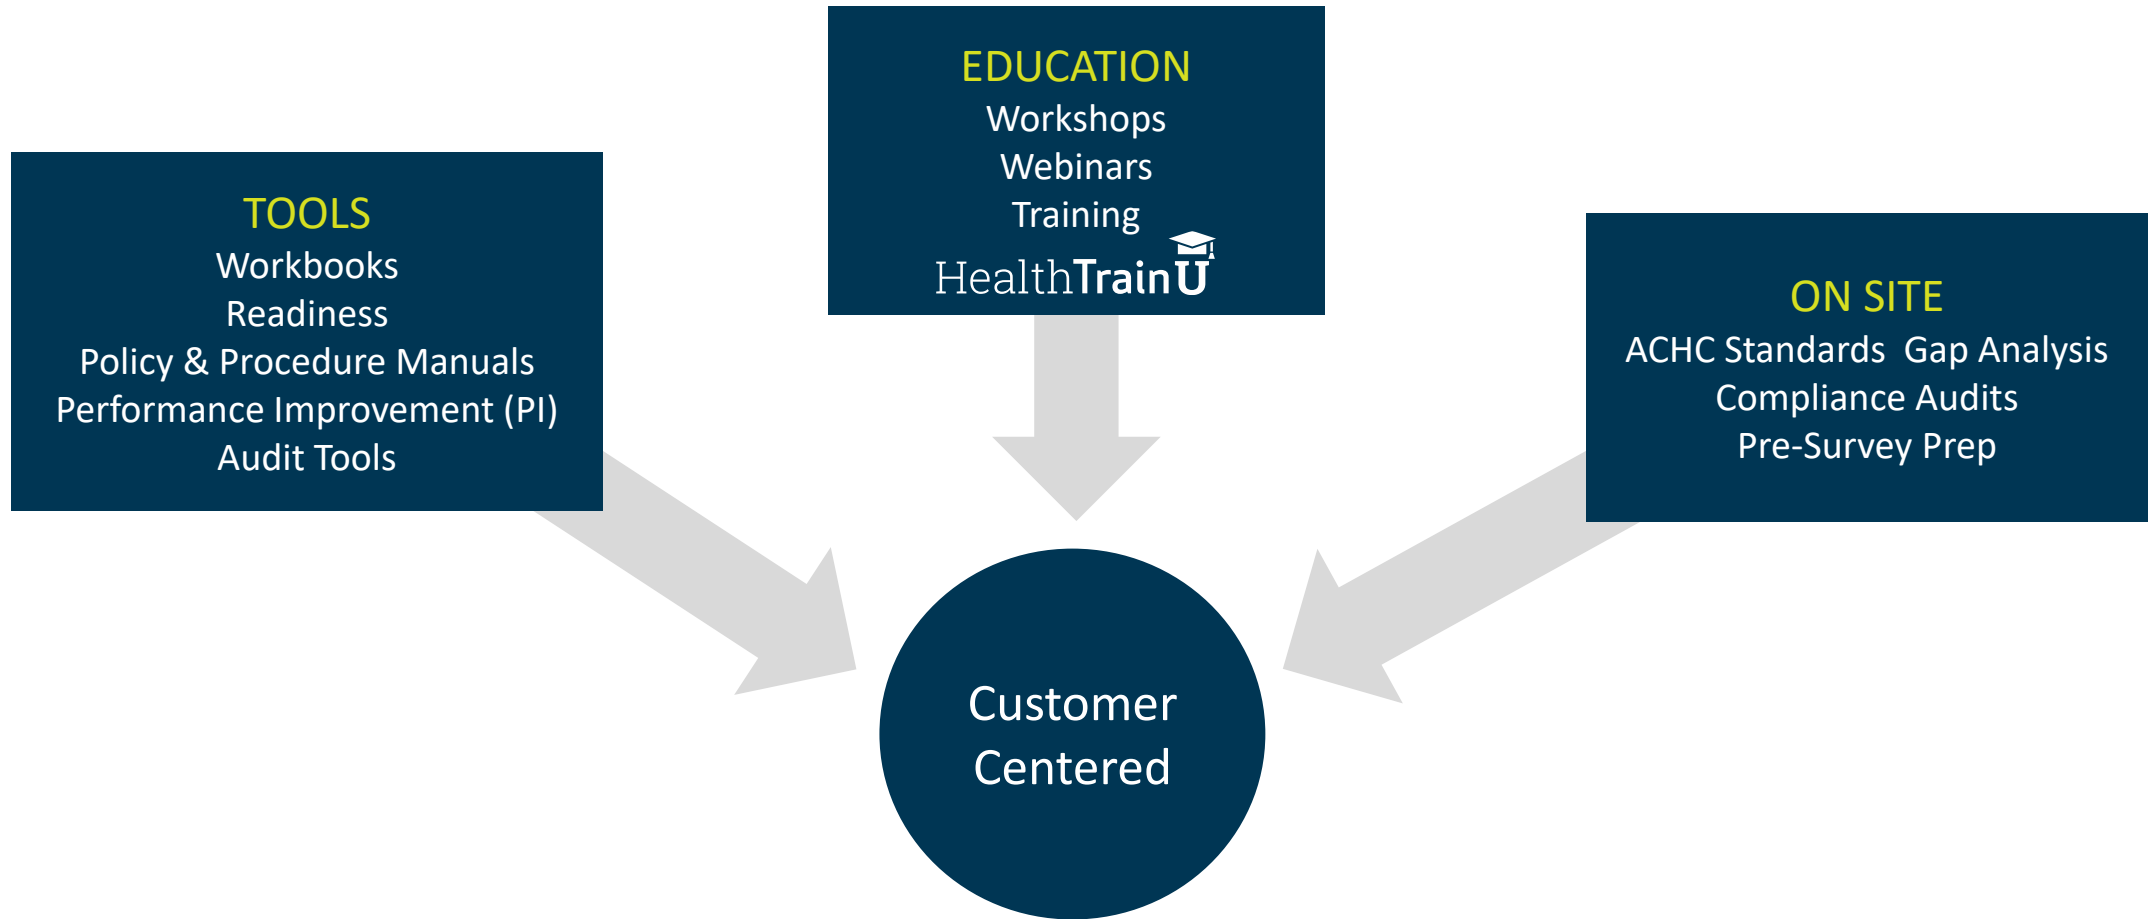 EDUCATION
Workshops
Webinars
Training
HealthTrainU
TOOLS
Workbooks
Readiness
Policy & Procedure Manuals
Performance Improvement (PI)
Audit Tools
ON SITE
ACHC Standards  Gap Analysis
Compliance Audits
Pre-Survey Prep
Customer
Centered